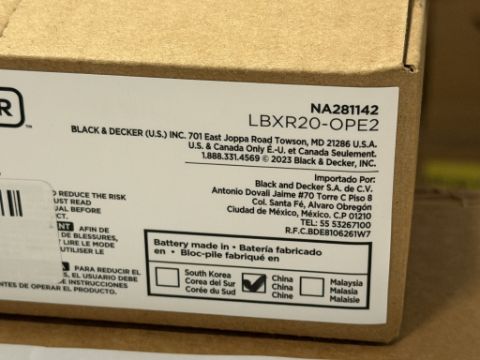 R
™
NA281142
LBXR20-OPE2
BLACK & DECKER (U.S.) INC. 701 East Joppa Road Towson, MD 21286 U.S.A.
U.S. & Canada Only É.-U. et Canada Seulement.
1.888.331.4569 © 2023 Black & Decker, INC.
Importado Por:
Black and Decker S.A. de C.V.
Antonio Dovali Jaime #70 Torre C Piso 8
Col. Santa Fé, Alvaro Obregón
Ciudad de México, México. C.P 01210
TEL: 55 53267100
R.F.C.BDE8106261W7
O REDUCE THE RISK
UST READ
UAL BEFORE
T
NT AFIN DE
DE BLESSURES,
T LIRE LE MODE
UTILISER LE
PARA REDUCIR EL
S, EL USUARIO DEBE
DE INSTRUCCIONES
NTES DE OPERAR EL PRODUCTO.
Battery made in • Batería fabricado
en • Bloc-pile fabriqué en
South Korea
Corea del Sur
Corée du Sud
China
China
Chine
Malaysia
Malasia
Malaisie